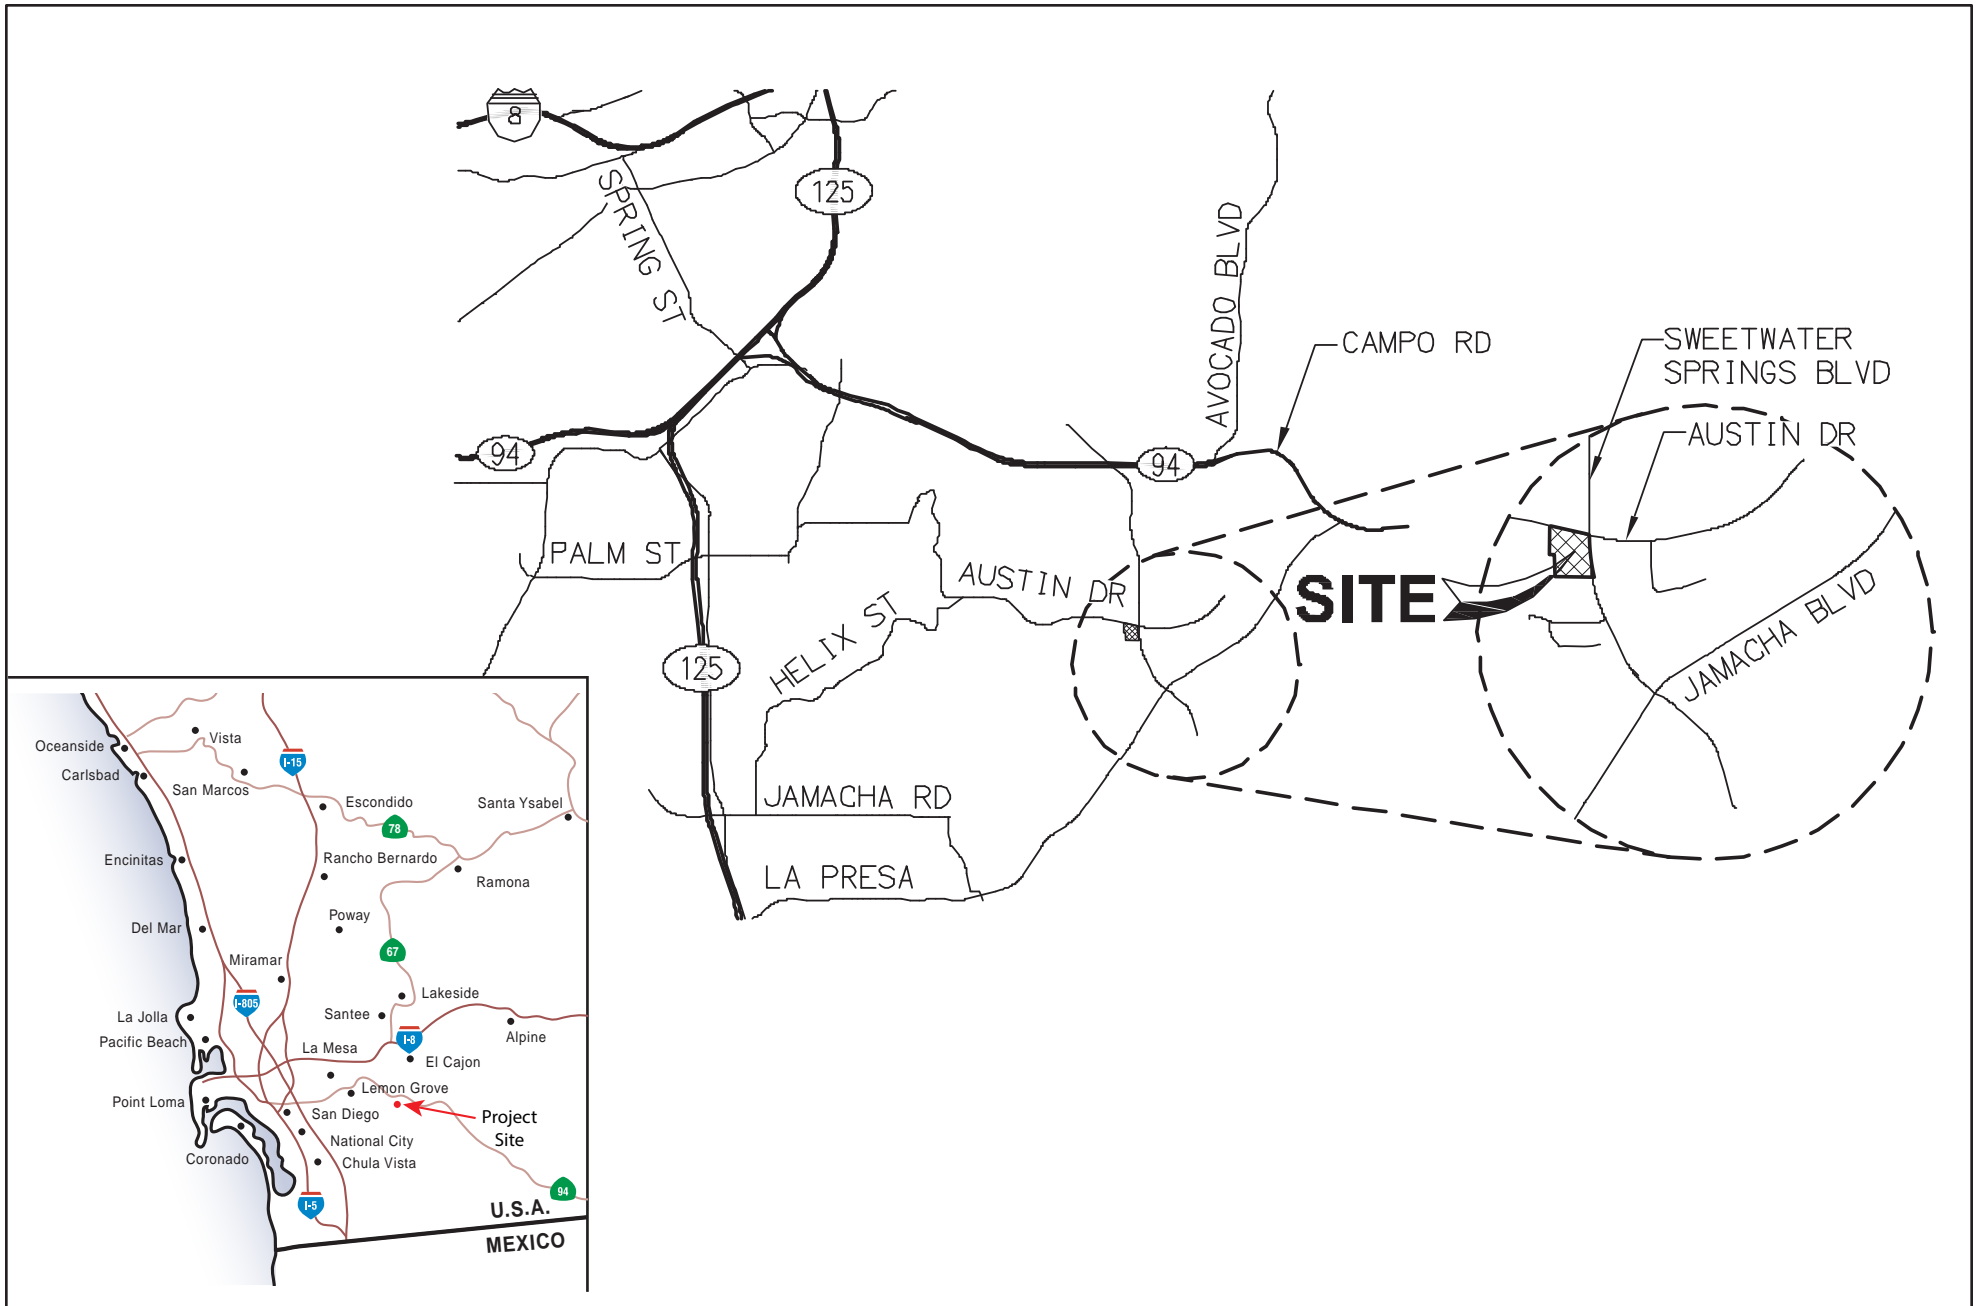 8
125
SPRING ST
AVOCADO BLVD
CAMPO RD
SWEETWATER
SPRINGS BLVD
AUSTIN DR
94
94
PALM ST
AUSTIN DR
SITE
HELIX ST
JAMACHA BLVD
125
JAMACHA RD
LA PRESA
Oceanside
Vista
I-15
Carlsbad
San Marcos
Escondido
Santa Ysabel
78
Encinitas
Rancho Bernardo
Ramona
Poway
Del Mar
67
Miramar
I-805
Lakeside
La Jolla
Santee
Alpine
Pacific Beach
I-8
La Mesa
El Cajon
Lemon Grove
Point Loma
San Diego
Project
Site
National City
Coronado
Chula Vista
94
I-5
U.S.A.
MEXICO